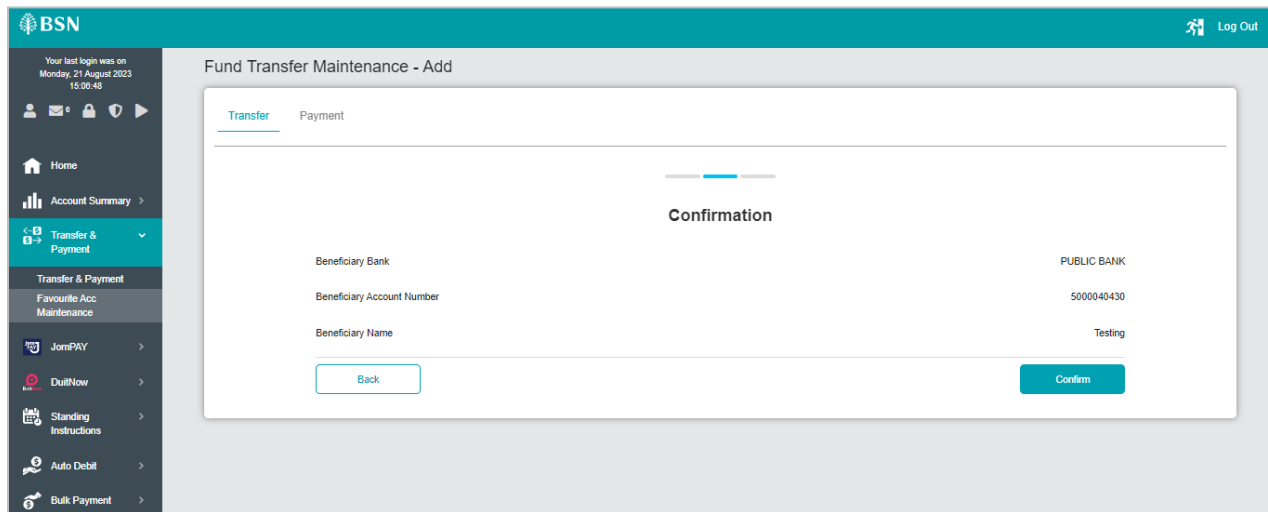 BSN
Log Out
Your last login was on
Monday, 21 August 2023
15:06:48
0
Home
Account Summary
Transfer &
Payment
Transfer & Payment
Favourite Acc
Maintenance
JomPAY
DuitNow
Standing
Instructions
Auto Debit
Bulk Payment
Fund Transfer Maintenance - Add
Transfer Payment
Confirmation
Beneficiary Bank PUBLIC BANK
Beneficiary Account Number 5000040430
Beneficiary Name Testing
Back Confirm